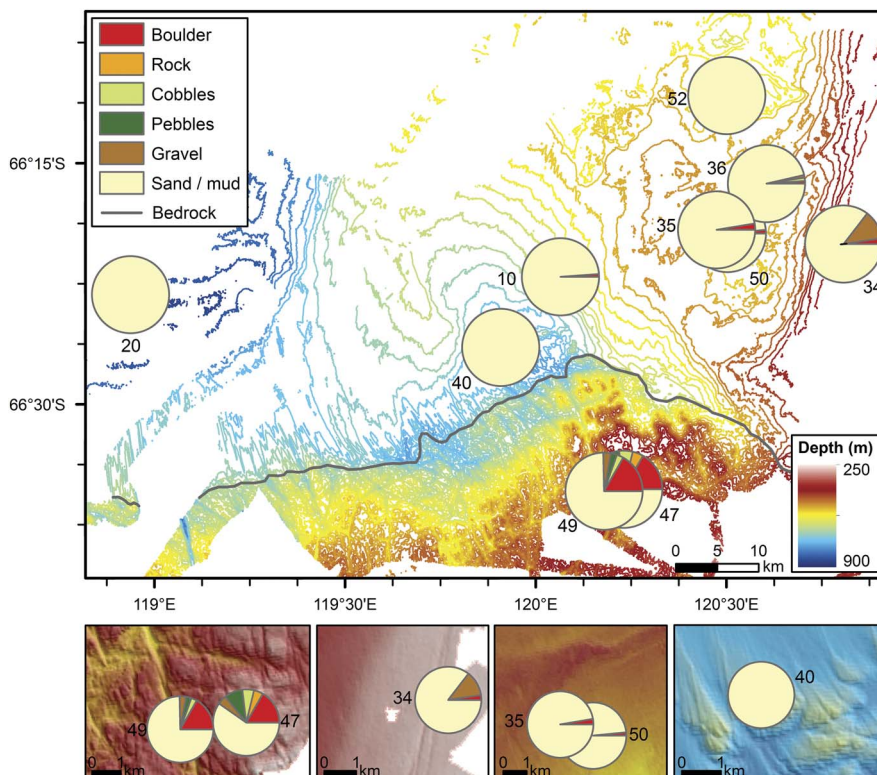 Boulder
Rock
Cobbles
Pebbles
Gravel
Sand / mud
Bedrock
66°15'S
66°30'S
52
36
35
50
34
10
20
40
49
47
Depth (m)
250
900
0 5 10
km
119°E
119°30'E
120°E
120°30'E
49
47
0 1
km
34
0 1
km
35
50
0 1
km
40
0 1
km